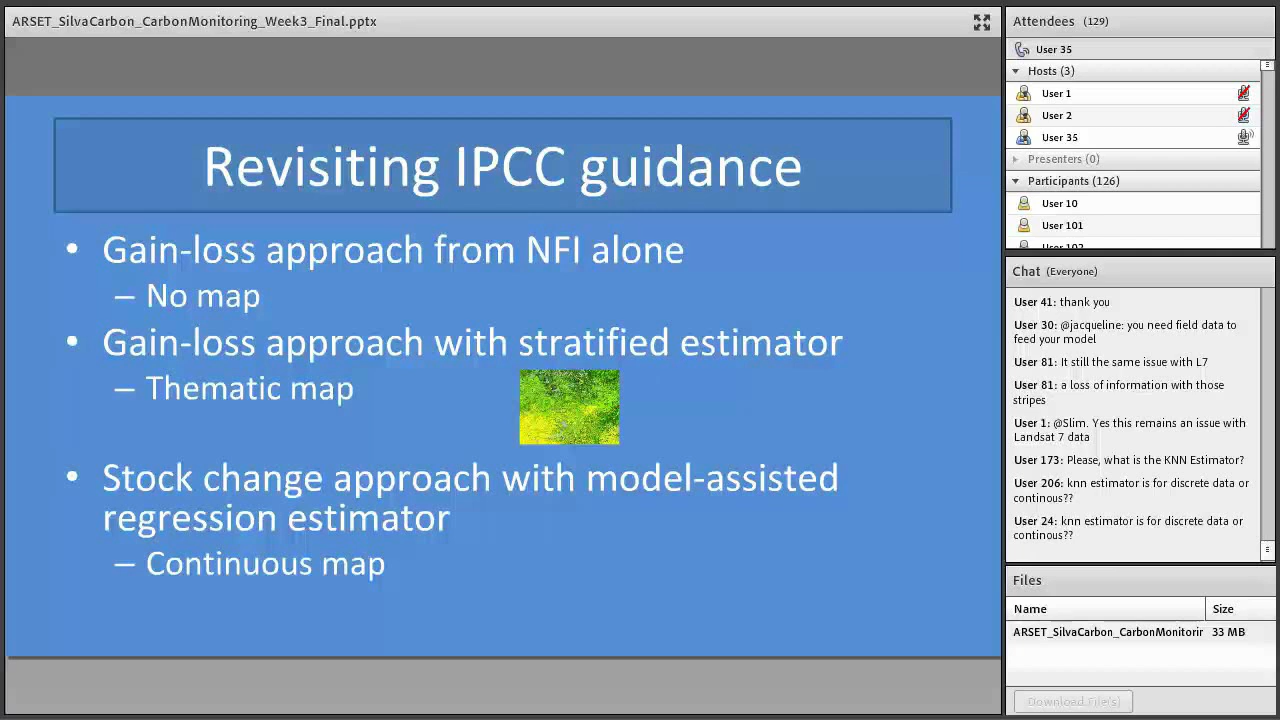 ARSET_SilvaCarbon_CarbonMonitoring_Week3_Final.pptx
Revisiting IPCC guidance
• Gain-loss approach from NFI alone
– No map
• Gain-loss approach with stratified estimator
– Thematic map
• Stock change approach with model-assisted
regression estimator
– Continuous map
Attendees (129)
User 35
Hosts (3)
User 1
User 2
User 35
Presenters (0)
Participants (126)
User 10
User 101
User 102
Chat (Everyone)
User 41: thank you
User 30: @jacqueline: you need field data to
feed your model
User 81: It still the same issue with L7
User 81: a loss of information with those
stripes
User 1: @Slim. Yes this remains an issue with
Landsat 7 data
User 173: Please, what is the KNN Estimator?
User 206: knn estimator is for discrete data or
continous??
User 24: knn estimator is for discrete data or
continous??
Files
Name Size
ARSET_SilvaCarbon_CarbonMonitorir 33 MB
Download File(s)